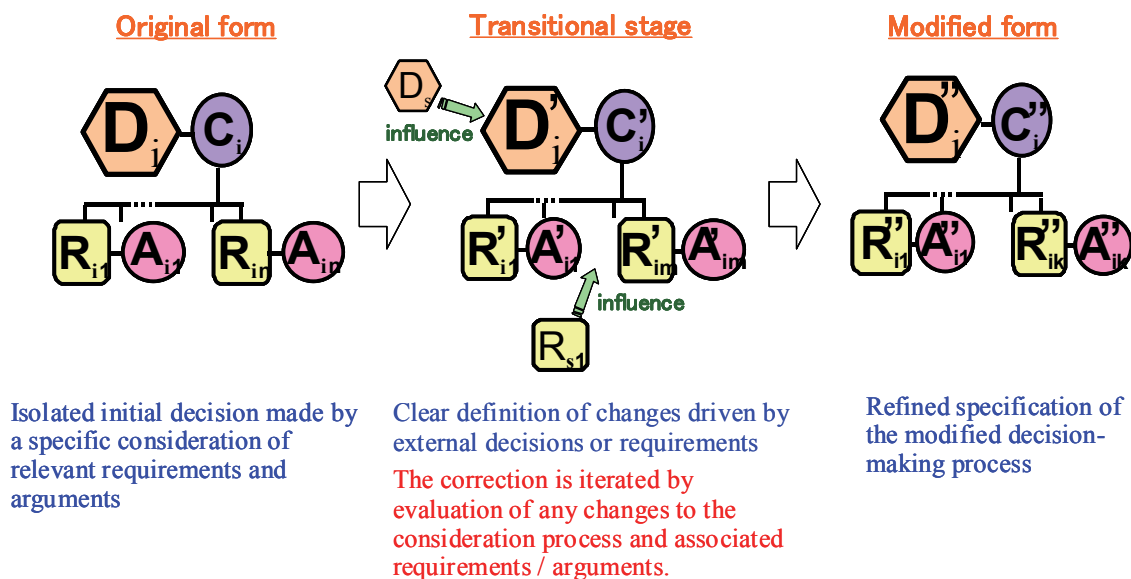 Original form
Transitional stage
Modified form
Di
Ci
Ri1
Ai1
Rin
Ain
Ds
influence
D'i
C'i
R'i1
A'i1
R'im
A'im
influence
Rs1
D''i
C''i
R''i1
A''i1
R''ik
A''ik
Isolated initial decision made by
a specific consideration of
relevant requirements and
arguments
Clear definition of changes driven by
external decisions or requirements
The correction is iterated by
evaluation of any changes to the
consideration process and associated
requirements / arguments.
Refined specification of
the modified decision-
making process